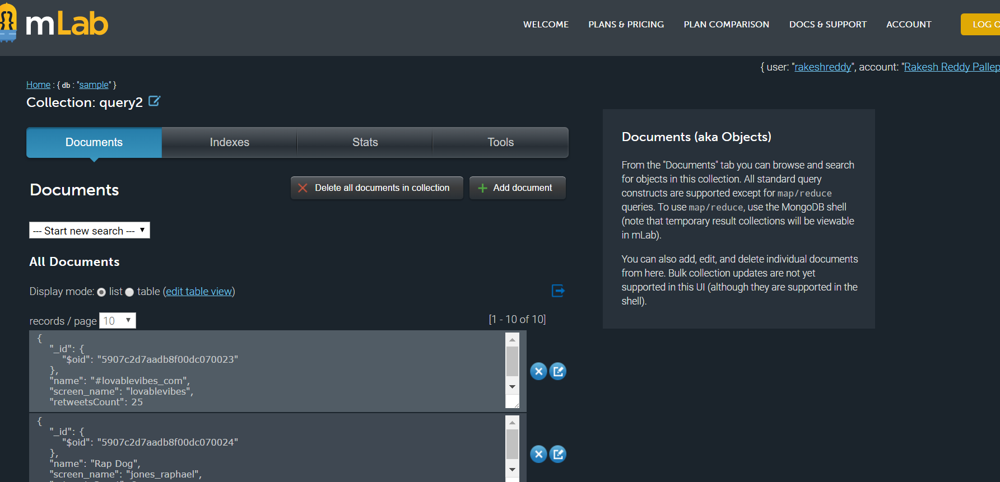 mLab
WELCOME PLANS & PRICING PLAN COMPARISON DOCS & SUPPORT ACCOUNT LOG
{ user: "rakeshreddy", account: "Rakesh Reddy
Home : { db : "sample" }
Collection: query2
Documents Indexes Stats Tools
Documents
Delete all documents in collection
Add document
--- Start new search ---
All Documents
Display mode: list table (edit table view)
records / page 10
[1 - 10 of 10]
{
"_id": {
"$oid": "5907c2d7aadb8f00dc070023"
},
"name": "#lovablevibes_com",
"screen_name": "lovablevibes",
"retweetsCount": 25
{
"_id": {
"$oid": "5907c2d7aadb8f00dc070024"
},
"name": "Rap Dog",
"screen_name": "jones_raphael",
Documents (aka Objects)
From the "Documents" tab you can browse and search
for objects in this collection. All standard query
constructs are supported except for map/reduce
queries. To use map/reduce, use the MongoDB shell
(note that temporary result collections will be viewable
in mLab).
You can also add, edit, and delete individual documents
from here. Bulk collection updates are not yet
supported in this UI (although they are supported in the
shell).